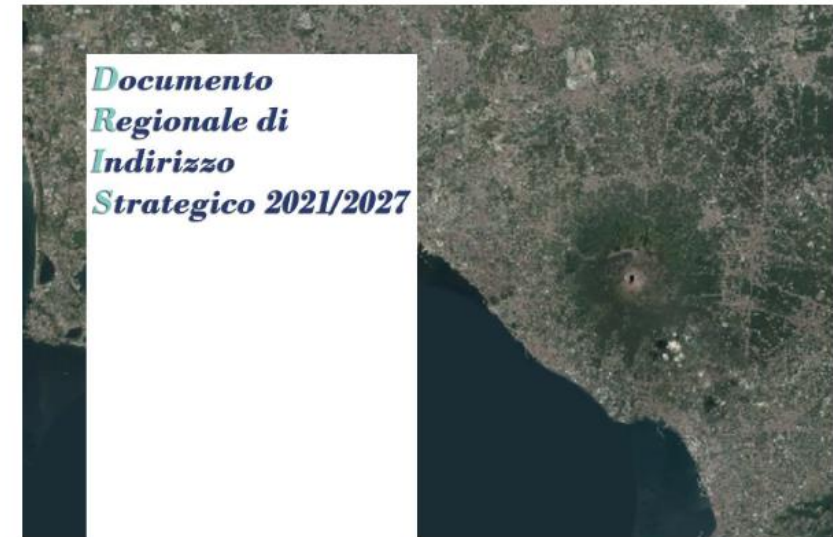 Documento
Regionale di
Indirizzo
Strategico 2021/2027